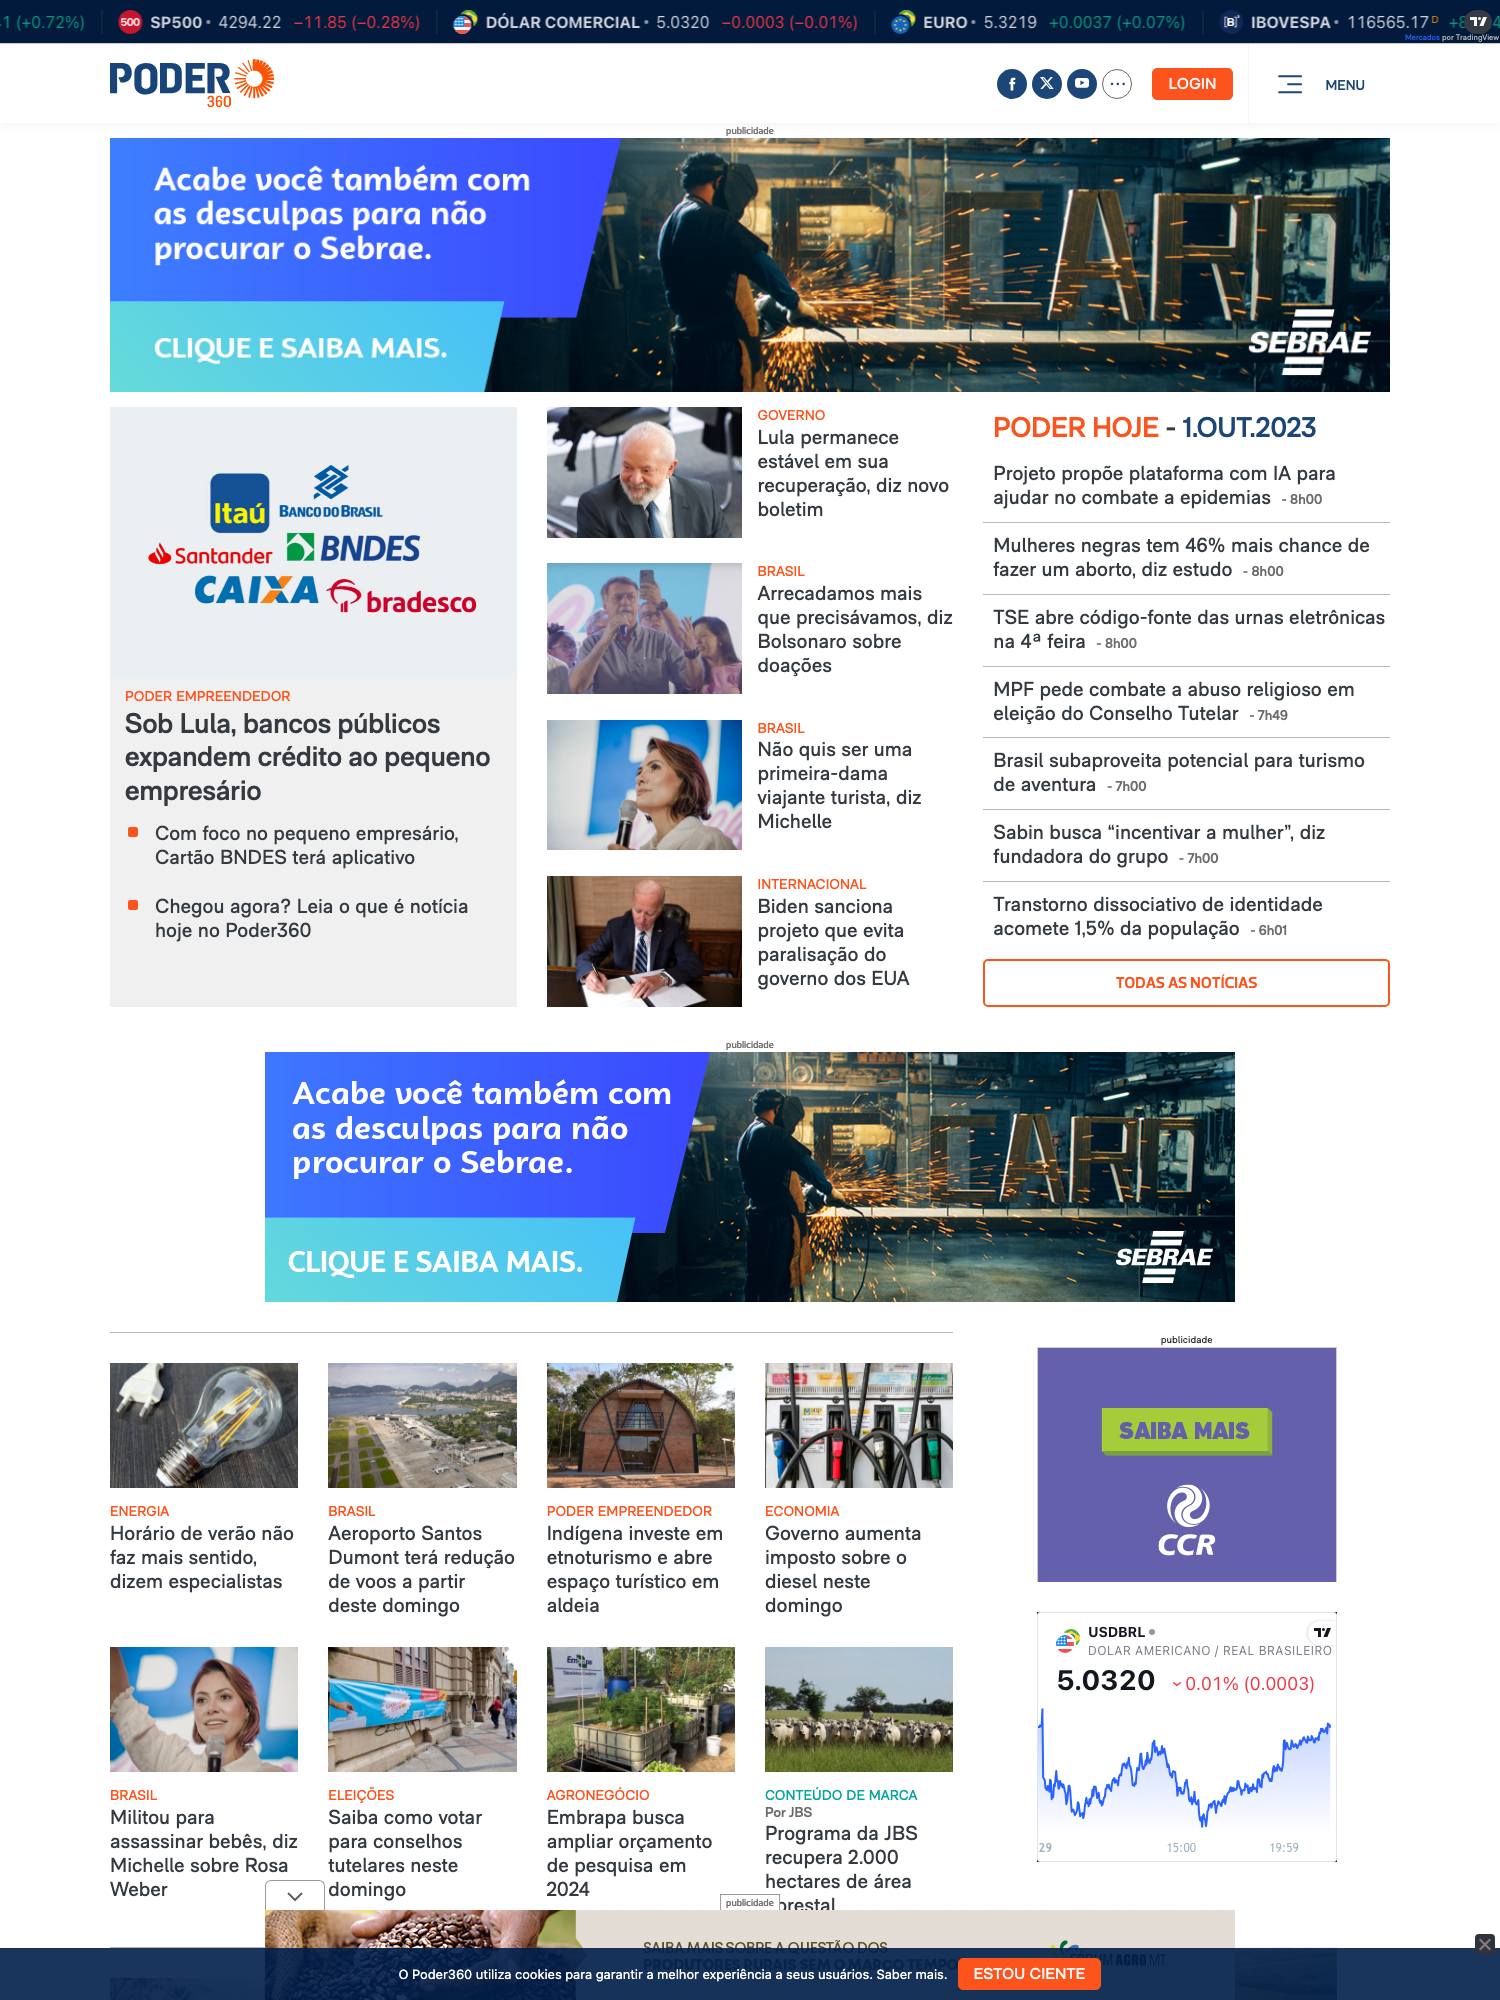 1 (+0.72%)
500 SP500 4294.22 −11.85 (−0.28%)
DÓLAR COMERCIAL 5.0320 −0.0003 (−0.01%)
EURO 5.3219 +0.0037 (+0.07%)
IBOVESPA 116565.17 D
Mercados por TradingView
PODER
360
LOGIN
MENU
publicidade
Acabe você também com
as desculpas para não
procurar o Sebrae.
CLIQUE E SAIBA MAIS.
CARD
SEBRAE
Itaú
BANCO DO BRASIL
Santander
BNDES
CAIXA
bradesco
PODER EMPREENDEDOR
Sob Lula, bancos públicos
expandem crédito ao pequeno
empresário
Com foco no pequeno empresário,
Cartão BNDES terá aplicativo
Chegou agora? Leia o que é notícia
hoje no Poder360
GOVERNO
Lula permanece
estável em sua
recuperação, diz novo
boletim
BRASIL
Arrecadamos mais
que precisávamos, diz
Bolsonaro sobre
doações
BRASIL
Não quis ser uma
primeira-dama
viajante turista, diz
Michelle
INTERNACIONAL
Biden sanciona
projeto que evita
paralisação do
governo dos EUA
PODER HOJE - 1.OUT.2023
Projeto propõe plataforma com IA para
ajudar no combate a epidemias - 8h00
Mulheres negras tem 46% mais chance de
fazer um aborto, diz estudo - 8h00
TSE abre código-fonte das urnas eletrônicas
na 4ª feira - 8h00
MPF pede combate a abuso religioso em
eleição do Conselho Tutelar - 7h49
Brasil subaproveita potencial para turismo
de aventura - 7h00
Sabin busca “incentivar a mulher”, diz
fundadora do grupo - 7h00
Transtorno dissociativo de identidade
acomete 1,5% da população - 6h01
TODAS AS NOTÍCIAS
publicidade
Acabe você também com
as desculpas para não
procurar o Sebrae.
CLIQUE E SAIBA MAIS.
CARD
SEBRAE
ENERGIA
Horário de verão não
faz mais sentido,
dizem especialistas
BRASIL
Aeroporto Santos
Dumont terá redução
de voos a partir
deste domingo
PODER EMPREENDEDOR
Indígena investe em
etnoturismo e abre
espaço turístico em
aldeia
ECONOMIA
Governo aumenta
imposto sobre o
diesel neste
domingo
publicidade
SAIBA MAIS
CCR
USDBRL
DOLAR AMERICANO / REAL BRASILEIRO
5.0320 0.01% (0.0003)
29 15:00 19:59
BRASIL
Militou para
assassinar bebês, diz
Michelle sobre Rosa
Weber
ELEIÇÕES
Saiba como votar
para conselhos
tutelares neste
domingo
Embrapa
AGRONEGÓCIO
Embrapa busca
ampliar orçamento
de pesquisa em
2024
CONTEÚDO DE MARCA
Por JBS
Programa da JBS
recupera 2.000
hectares de área
orestal
publicidade
SAIBA MAIS SOBRE A QUESTÃO DOS
PRODUTORES RURAIS SEM O MARCO TEMPO
UM AGRO MT
O Poder360 utiliza cookies para garantir a melhor experiência a seus usuários. Saber mais.
ESTOU CIENTE